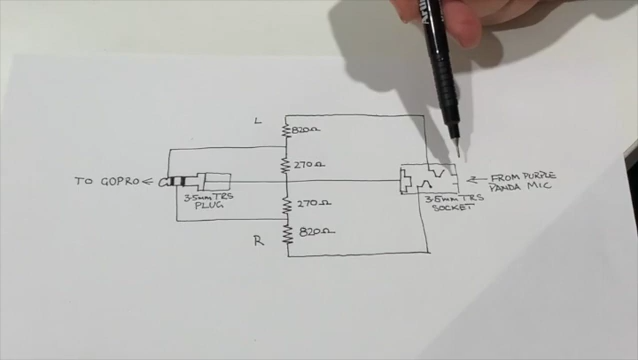 L
820Ω
270Ω
TO GOPRO
3.5mm TRS
PLUG
270Ω
FROM PURPLE
PANDA MIC
3.5mm TRS
SOCKET
R
820Ω